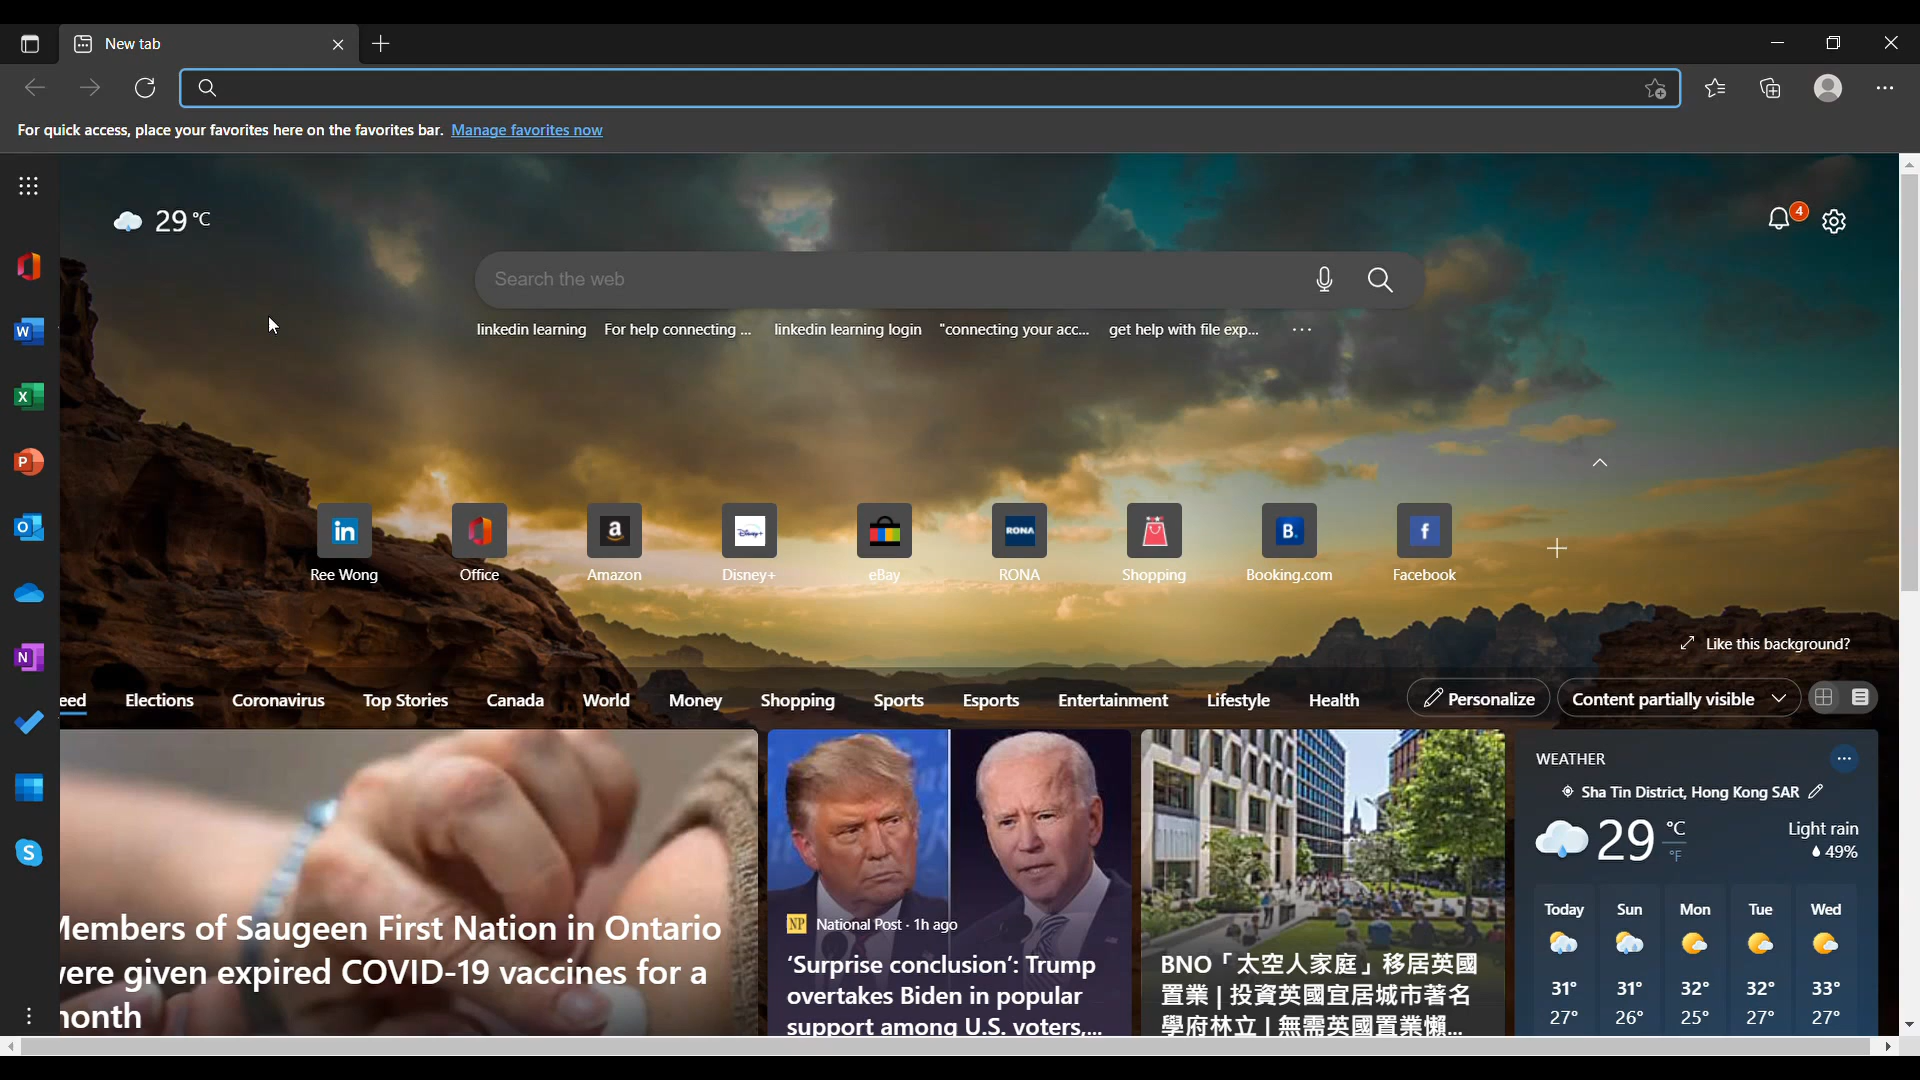 New tab
For quick access, place your favorites here on the favorites bar. Manage favorites now
29 °C
4
Search the web
linkedin learning For help connecting ... linkedin learning login "connecting your acc... get help with file exp... ...
in a Disney+ RONA B. f
Ree Wong Office Amazon Disney+ eBay RONA Shopping Booking.com Facebook
Like this background?
eed Elections Coronavirus Top Stories Canada World Money Shopping Sports Esports Entertainment Lifestyle Health Personalize Content partially visible
W
X
P
O
N
S
Members of Saugeen First Nation in Ontario
were given expired COVID-19 vaccines for a
month
NP National Post · 1h ago
‘Surprise conclusion’: Trump
overtakes Biden in popular
support among U.S. voters,...
BNO「太空人家庭」移居英國
置業 | 投資英國宜居城市著名
學府林立 | 無需英國置業懶...
WEATHER
Sha Tin District, Hong Kong SAR
29 °C °F Light rain
49%
Today Sun Mon Tue Wed
31° 31° 32° 32° 33°
27° 26° 25° 27° 27°